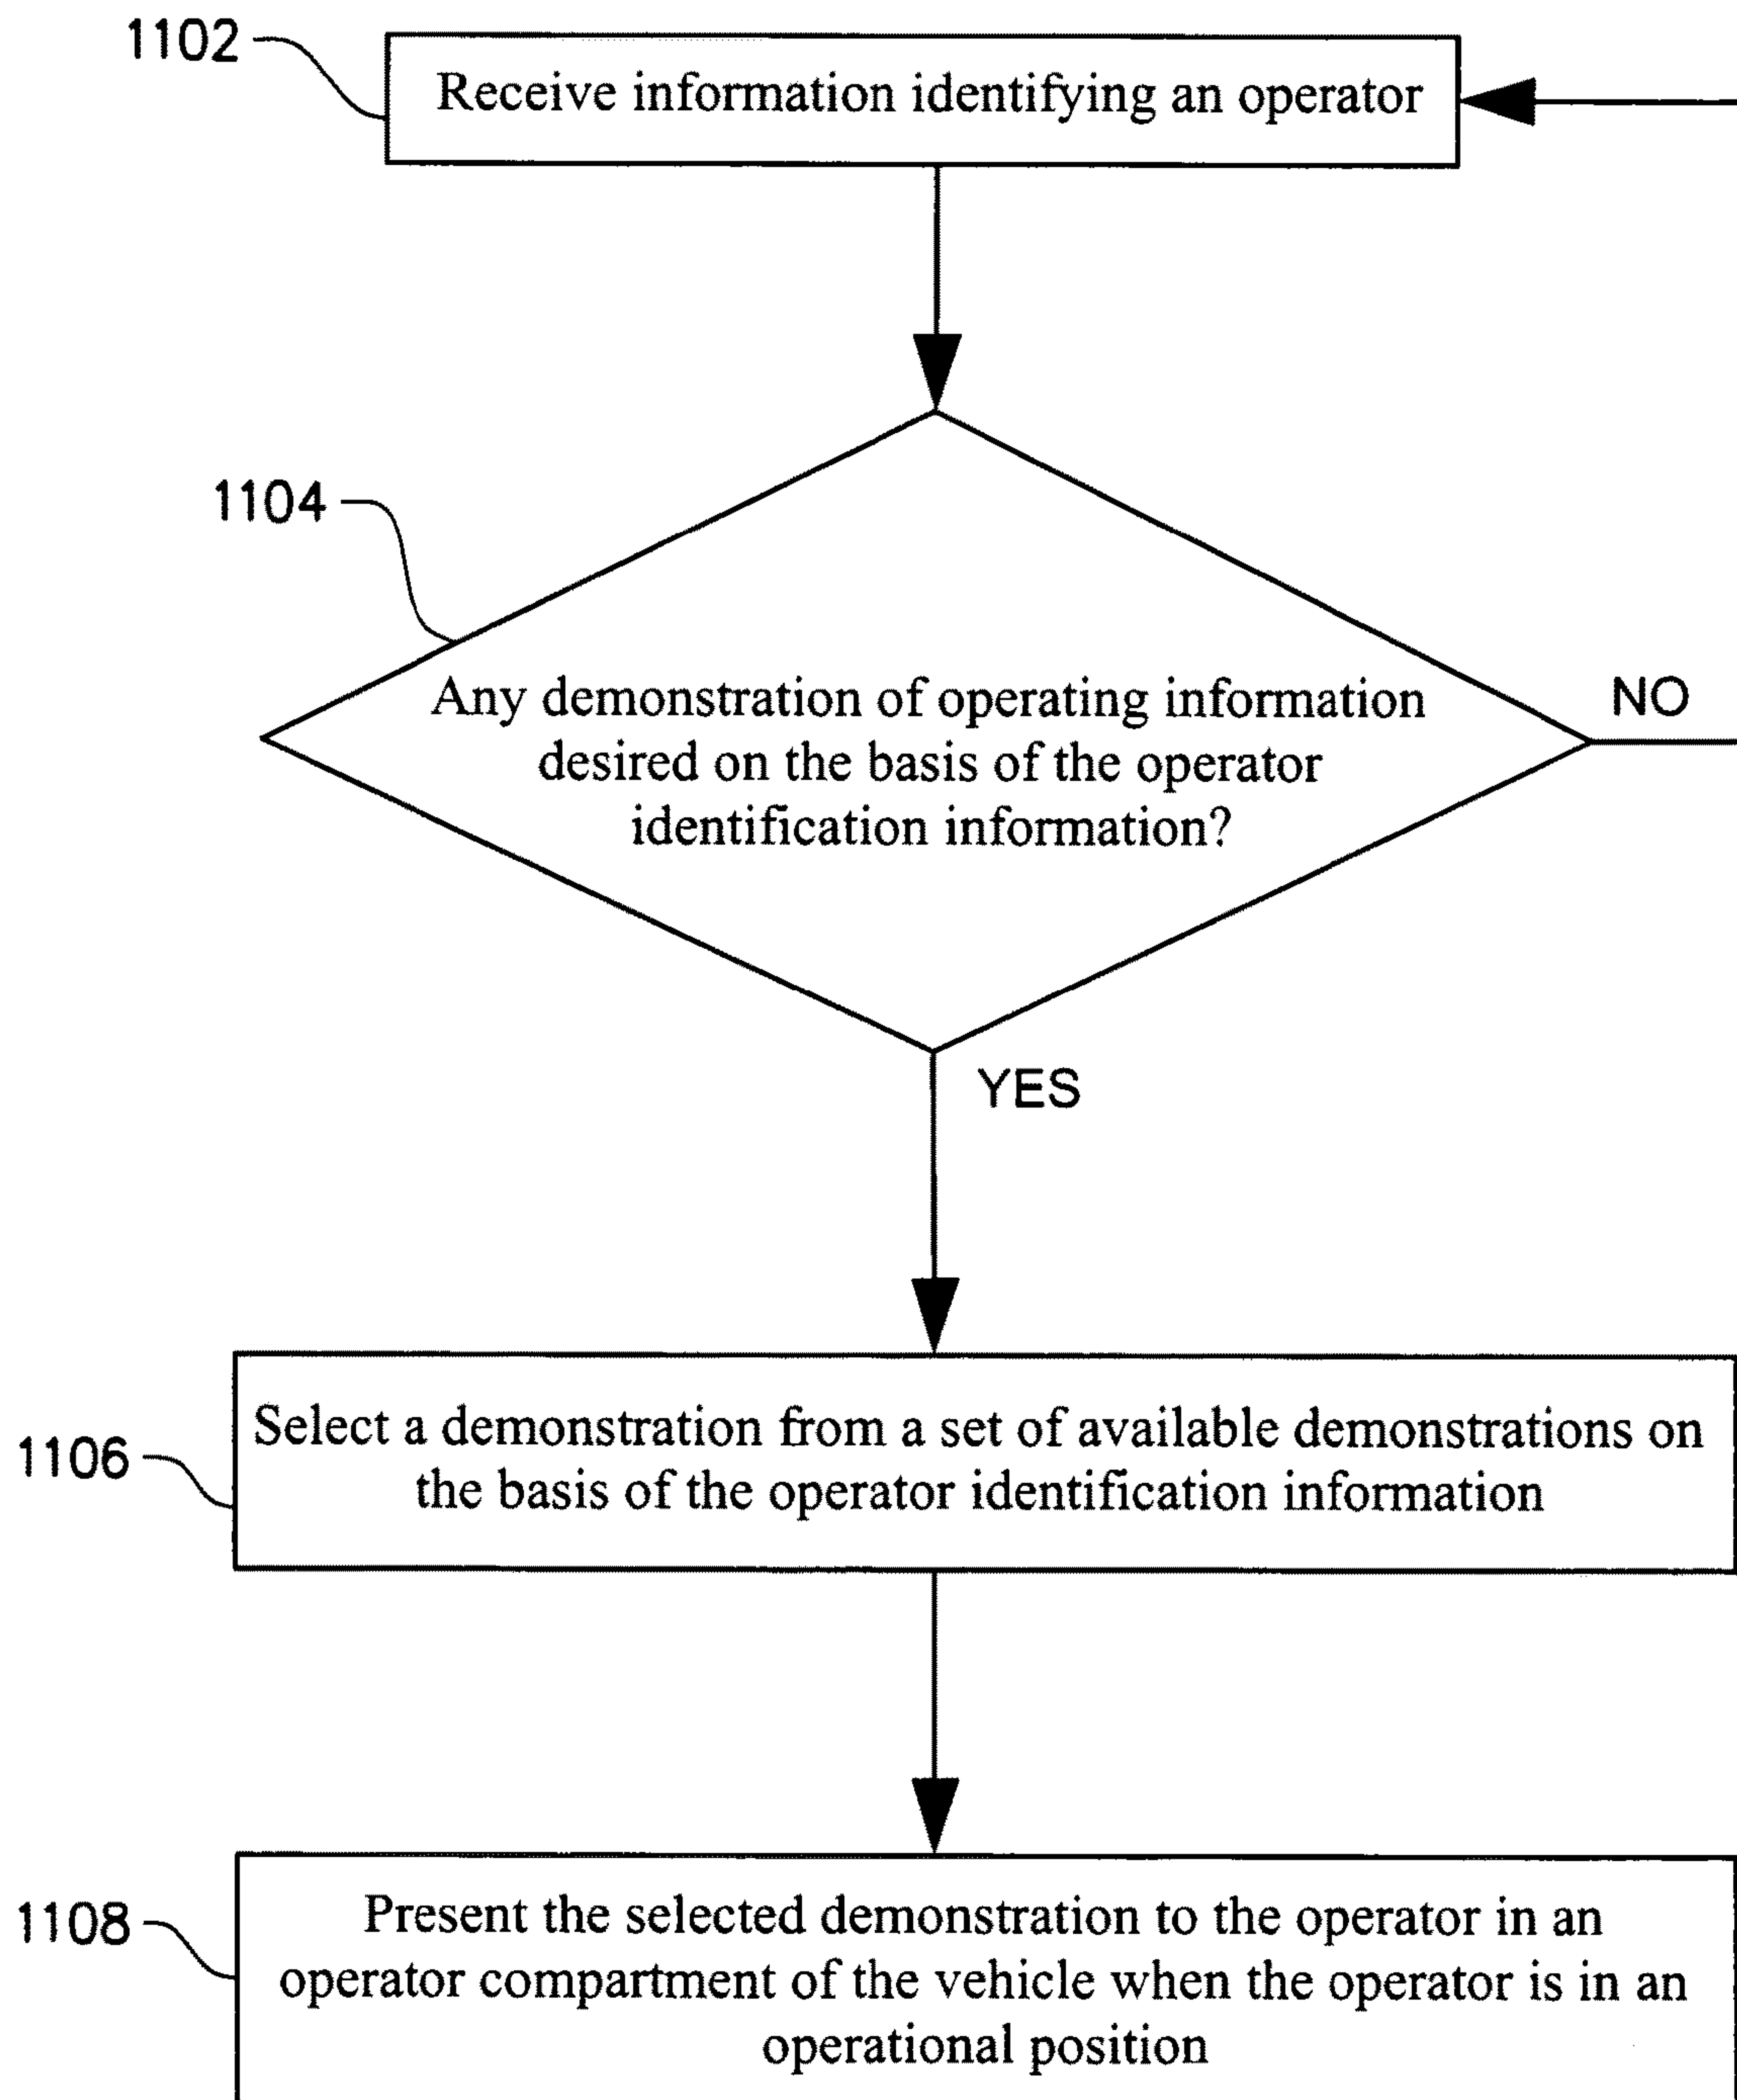 1102
Receive information identifying an operator
1104
Any demonstration of operating information
desired on the basis of the operator
identification information?
NO
YES
1106
Select a demonstration from a set of available demonstrations on
the basis of the operator identification information
1108
Present the selected demonstration to the operator in an
operator compartment of the vehicle when the operator is in an
operational position